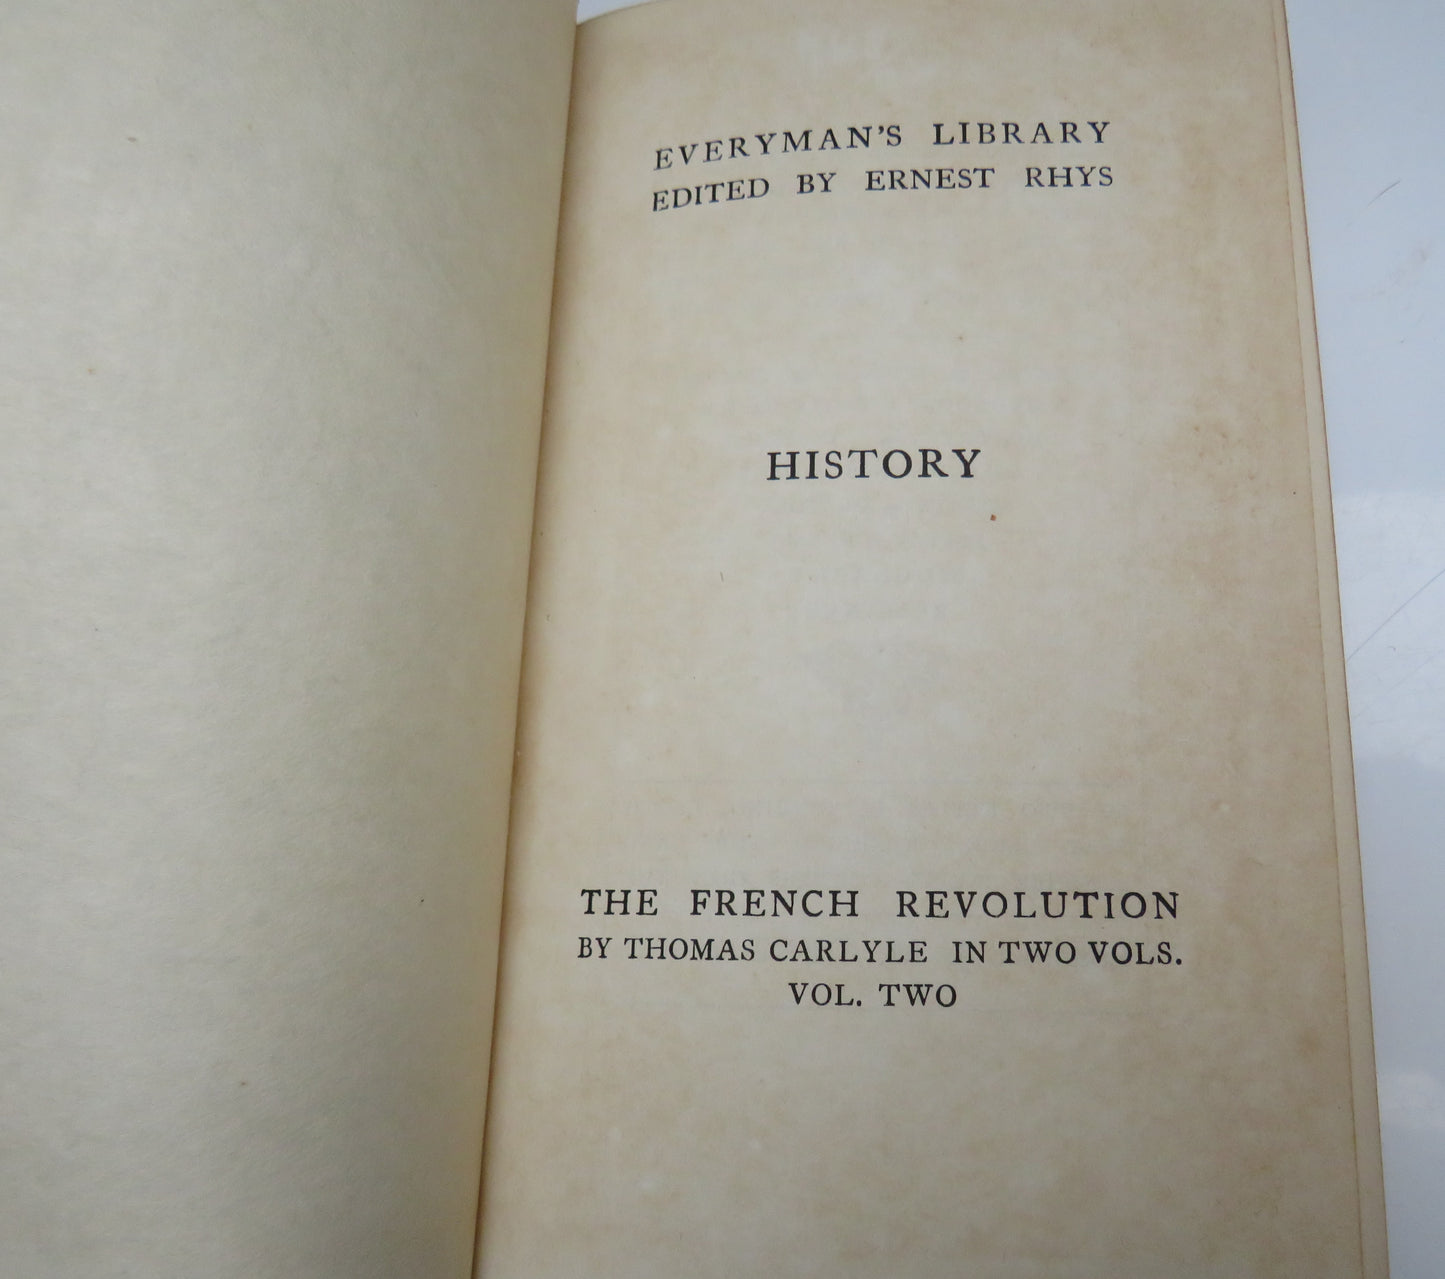 EVERYMAN'S LIBRARY
EDITED BY ERNEST RHYS
HISTORY
THE FRENCH REVOLUTION
BY THOMAS CARLYLE IN TWO VOLS.
VOL. TWO